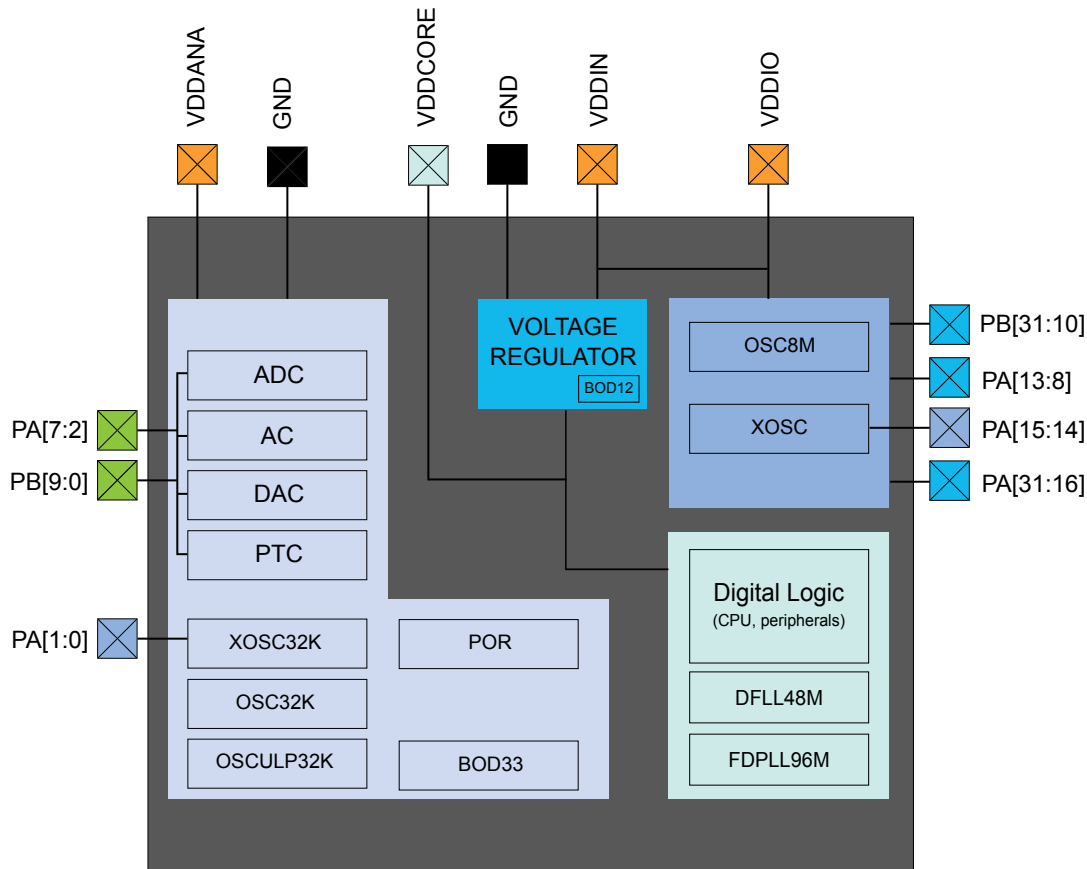 VDDANA
GND
VDDCORE
GND
VDDIN
VDDIO
VOLTAGE
REGULATOR
BOD12
OSC8M
XOSC
PB[31:10]
PA[13:8]
PA[15:14]
PA[31:16]
ADC
AC
DAC
PTC
PA[7:2]
PB[9:0]
PA[1:0]
XOSC32K
OSC32K
OSCULP32K
POR
BOD33
Digital Logic
(CPU, peripherals)
DFLL48M
FDPLL96M